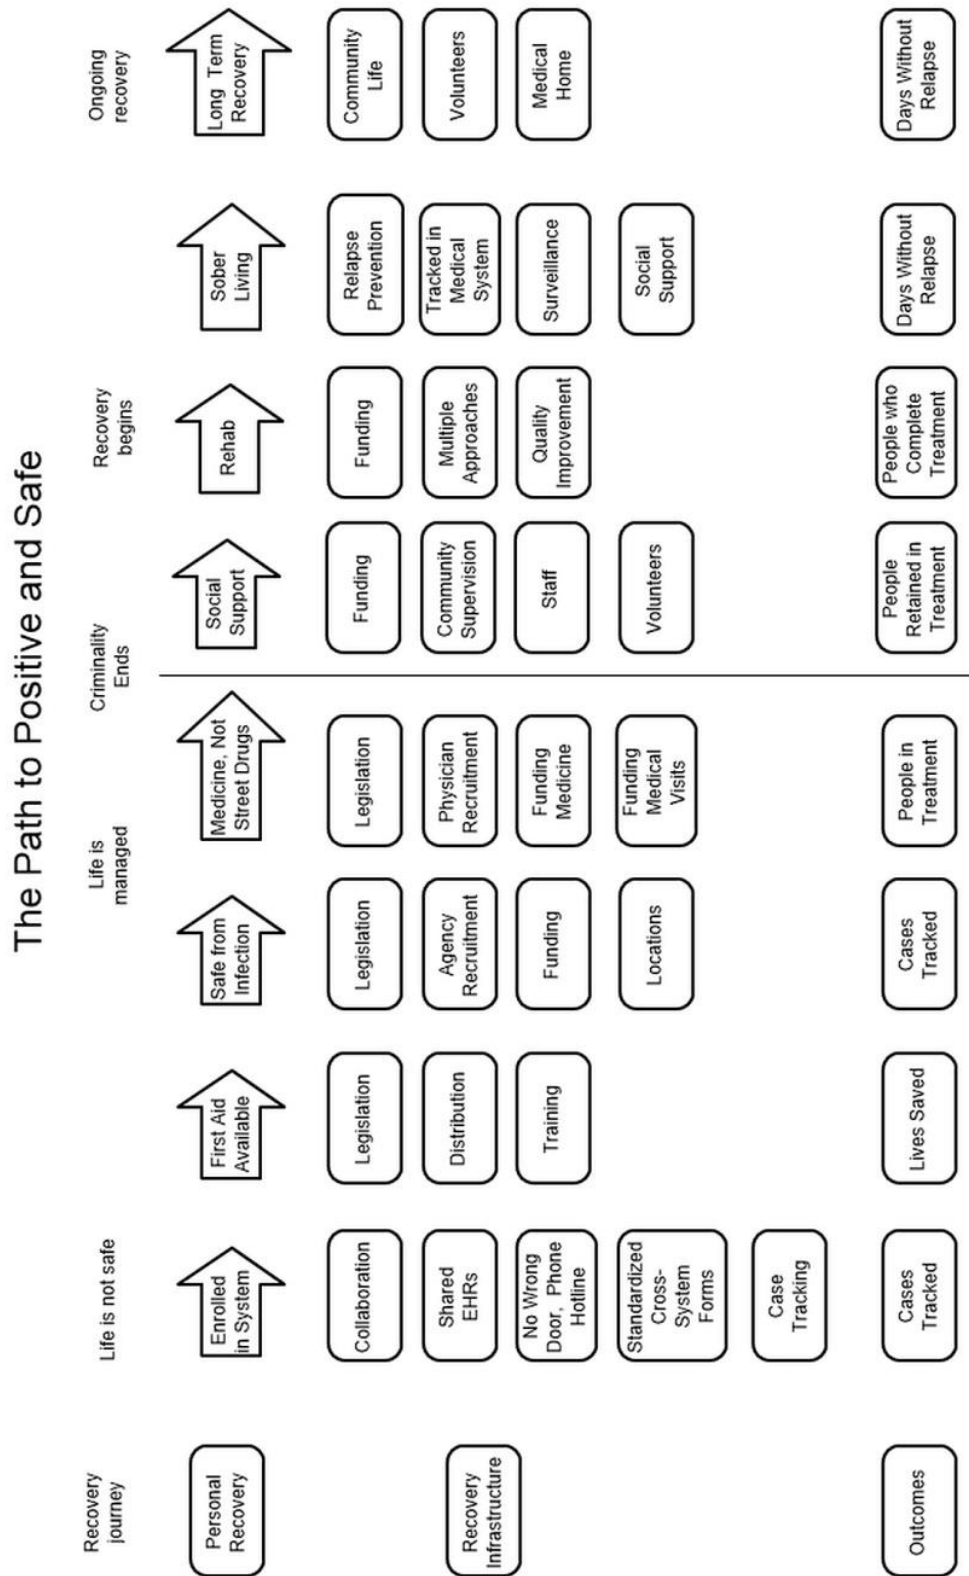 The Path to Positive and Safe
Recovery
journey
Life is not safe
Life is
managed
Criminality
Ends
Recovery
begins
Ongoing
recovery
Personal
Recovery
Enrolled
in System
First Aid
Available
Safe from
Infection
Medicine, Not
Street Drugs
Social
Support
Rehab
Sober
Living
Long Term
Recovery
Recovery
Infrastructure
Collaboration
Shared
EHRs
No Wrong
Door, Phone
Hotline
Standardized
Cross-
System
Forms
Case
Tracking
Legislation
Distribution
Training
Legislation
Agency
Recruitment
Funding
Locations
Legislation
Physician
Recruitment
Funding
Medicine
Funding
Medical
Visits
Funding
Community
Supervision
Staff
Volunteers
Funding
Multiple
Approaches
Quality
Improvement
Relapse
Prevention
Tracked in
Medical
System
Surveillance
Social
Support
Community
Life
Volunteers
Medical
Home
Outcomes
Cases
Tracked
Lives Saved
Cases
Tracked
People in
Treatment
People
Retained in
Treatment
People who
Complete
Treatment
Days Without
Relapse
Days Without
Relapse